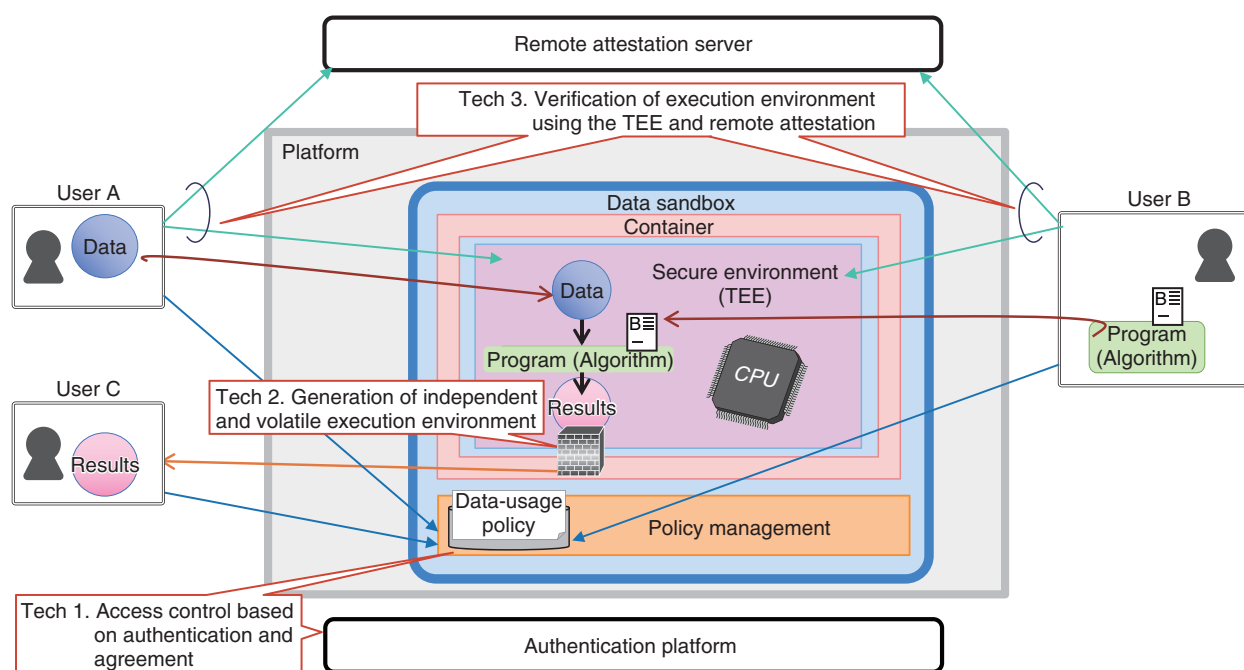 Remote attestation server
Tech 3. Verification of execution environment
using the TEE and remote attestation
Platform
User A
Data
User B
Data sandbox
Container
Secure environment
(TEE)
Data
B
B
Program
(Algorithm)
Program (Algorithm)
CPU
User C
Tech 2. Generation of independent
and volatile execution environment
Results
Results
Data-usage
policy
Policy management
Tech 1. Access control based
on authentication and
agreement
Authentication platform